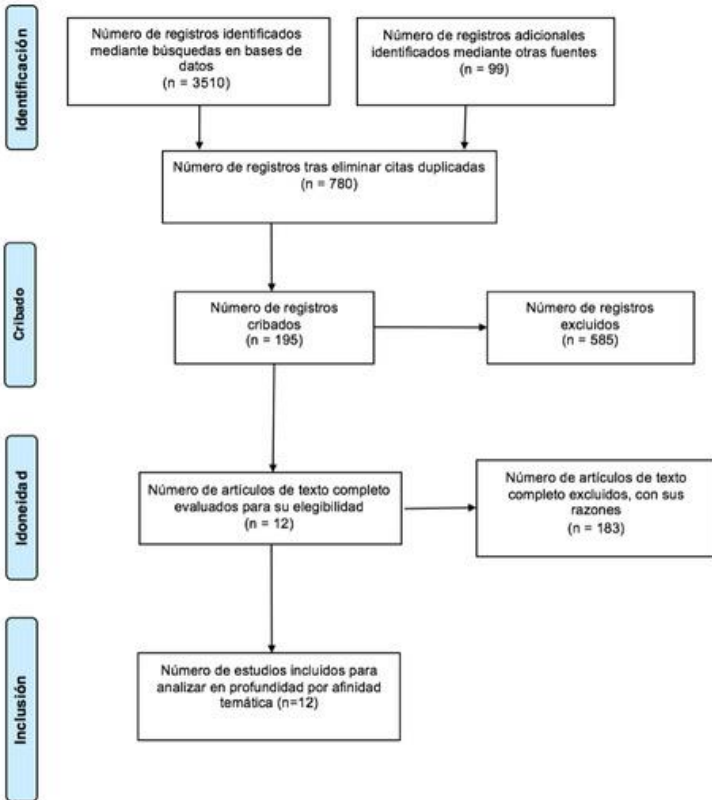 Identificación
Número de registros identificados
mediante búsquedas en bases de
datos
(n = 3510)
Número de registros adicionales
identificados mediante otras fuentes
(n = 99)
Número de registros tras eliminar citas duplicadas
(n = 780)
Cribado
Número de registros
cribados
(n = 195)
Número de registros
excluidos
(n = 585)
Idoneidad
Número de artículos de texto completo
evaluados para su elegibilidad
(n = 12)
Número de artículos de texto
completo excluidos, con sus
razones
(n = 183)
Inclusión
Número de estudios incluidos para
analizar en profundidad por afinidad
temática (n=12)